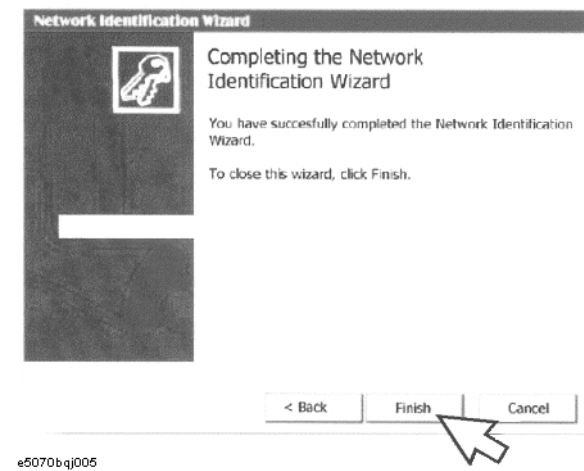 Network Identification Wizard
Completing the Network
Identification Wizard
You have succesfully completed the Network Identification
Wizard.
To close this wizard, click Finish.
< Back
Finish
Cancel
e5070bqj005